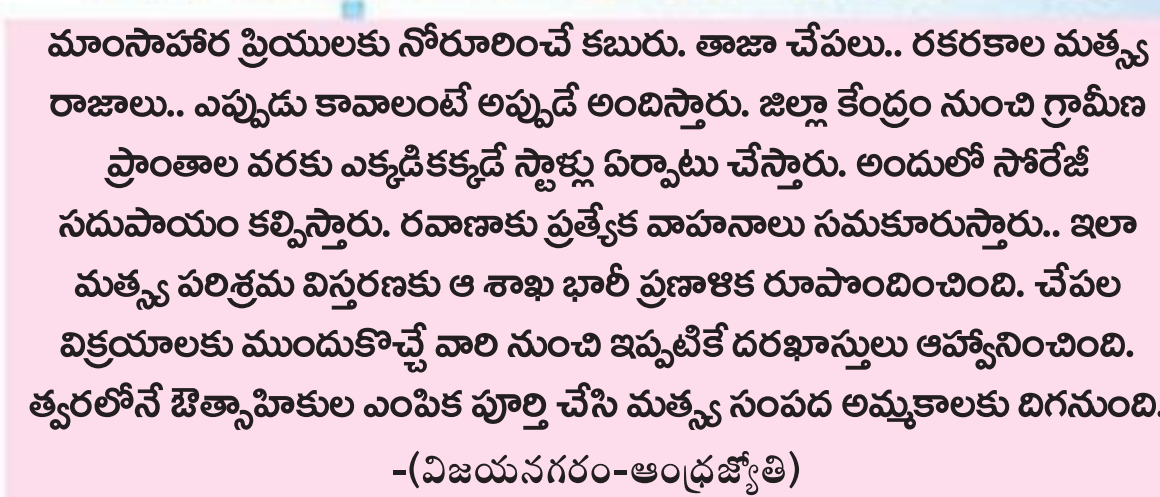 మాంసాహార ప్రియులకు నోరూరించే కబురు. తాజా చేపలు.. రకరకాల మత్స్య
రాజాలు.. ఎప్పుడు కావాలంటే అప్పుడే అందిస్తారు. జిల్లా కేంద్రం నుంచి గ్రామీణ
ప్రాంతాల వరకు ఎక్కడికక్కడే స్టాళ్లు ఏర్పాటు చేస్తారు. అందులో సోరేజీ
సదుపాయం కల్పిస్తారు. రవాణాకు ప్రత్యేక వాహనాలు సమకూరుస్తారు.. ఇలా
మత్స్య పరిశ్రమ విస్తరణకు ఆ శాఖ భారీ ప్రణాళిక రూపొందించింది. చేపల
విక్రయాలకు ముందుకొచ్చే వారి నుంచి ఇప్పటికే దరఖాస్తులు ఆహ్వానించింది.
త్వరలోనే ఔత్సాహికుల ఎంపిక పూర్తి చేసి మత్స్య సంపద అమ్మకాలకు దిగనుంది.
-(విజయనగరం-ఆంధ్రజ్యోతి)